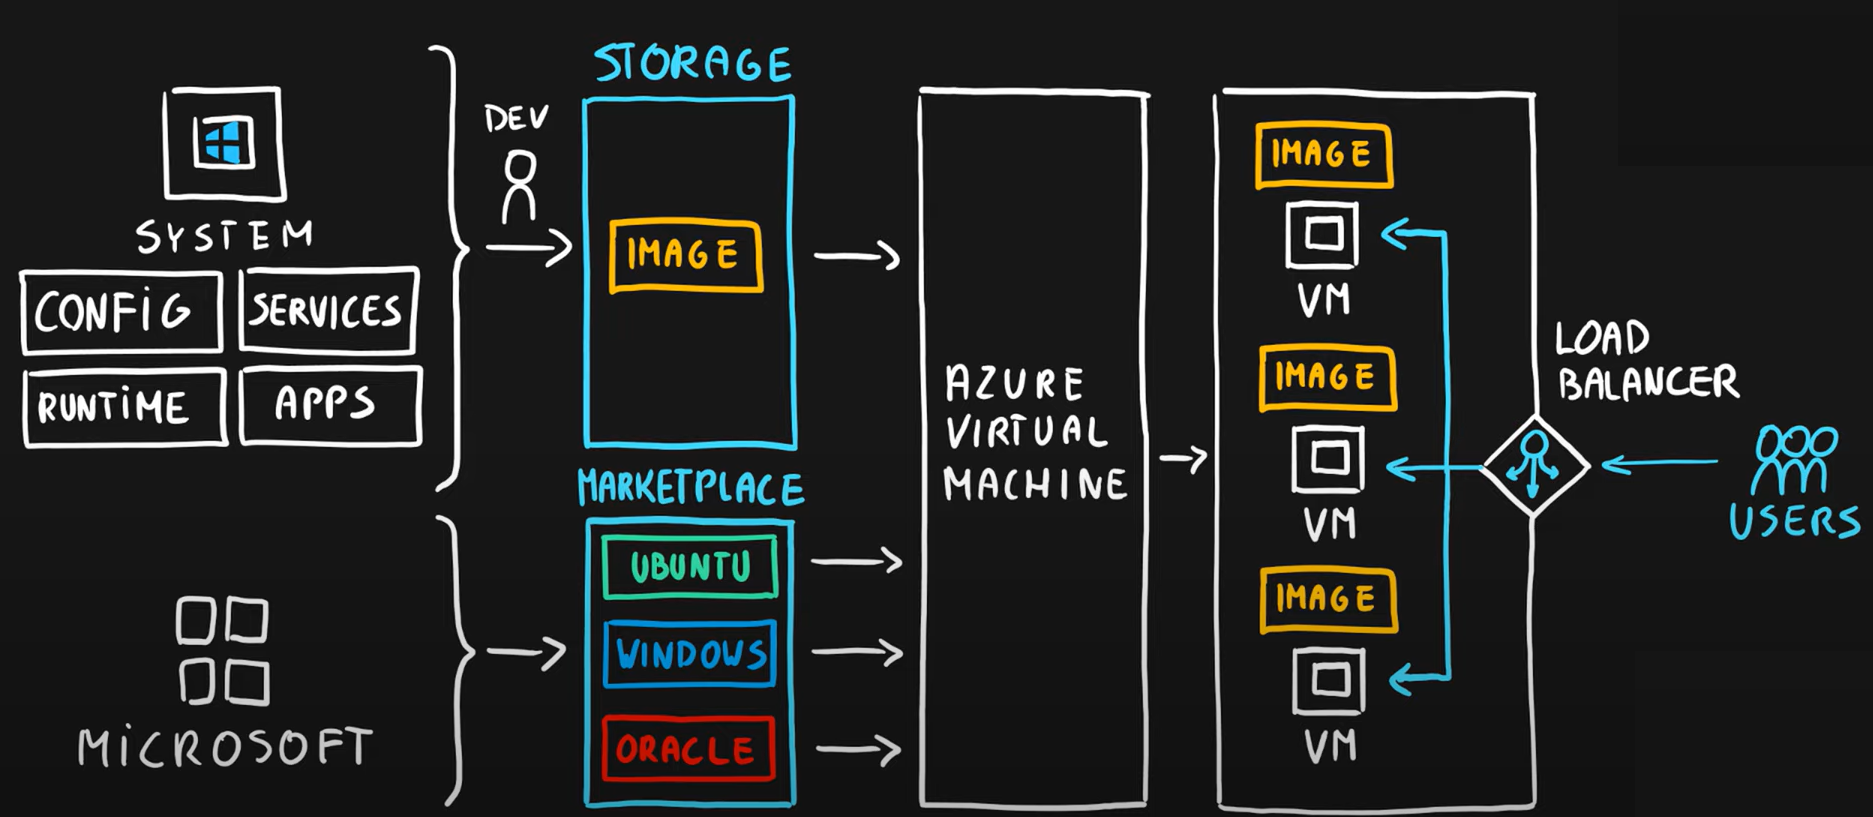 SYSTEM
CONFIG
SERVICES
RUNTIME
APPS
MICROSOFT
DEV
STORAGE
IMAGE
MARKETPLACE
UBUNTU
WINDOWS
ORACLE
AZURE
VIRTUAL
MACHINE
IMAGE
VM
IMAGE
VM
IMAGE
VM
LOAD
BALANCER
USERS